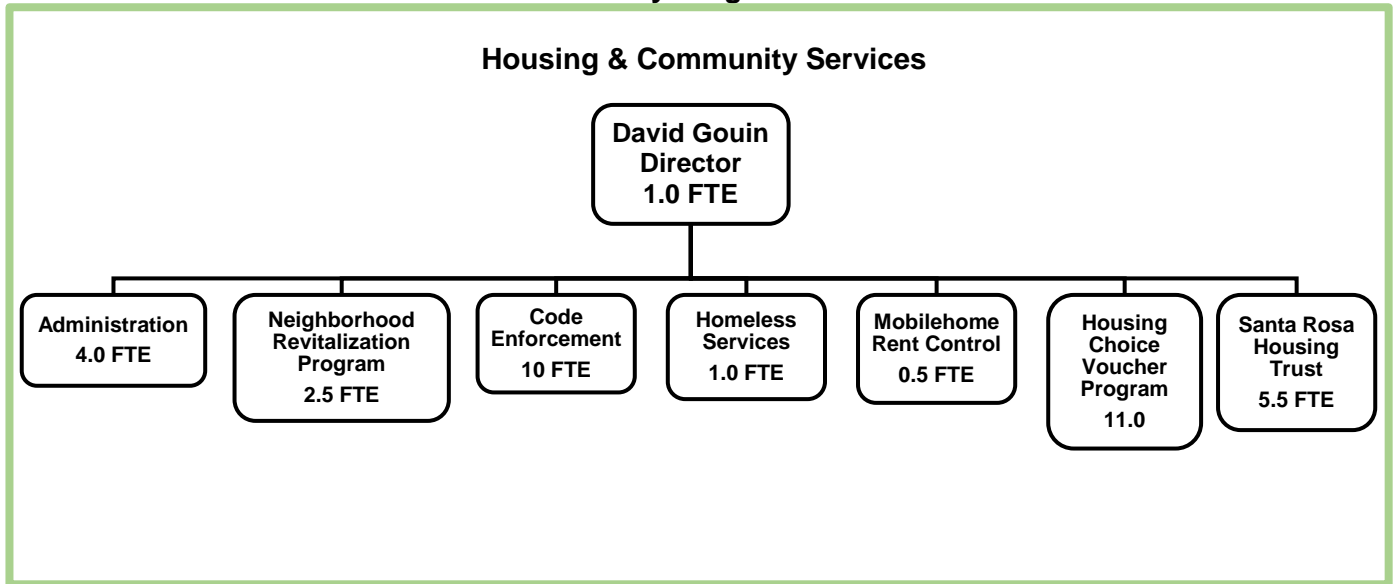 Housing & Community Services
David Gouin
Director
1.0 FTE
Administration
4.0 FTE
Neighborhood
Revitalization
Program
2.5 FTE
Code
Enforcement
10 FTE
Homeless
Services
1.0 FTE
Mobilehome
Rent Control
0.5 FTE
Housing
Choice
Voucher
Program
11.0
Santa Rosa
Housing
Trust
5.5 FTE